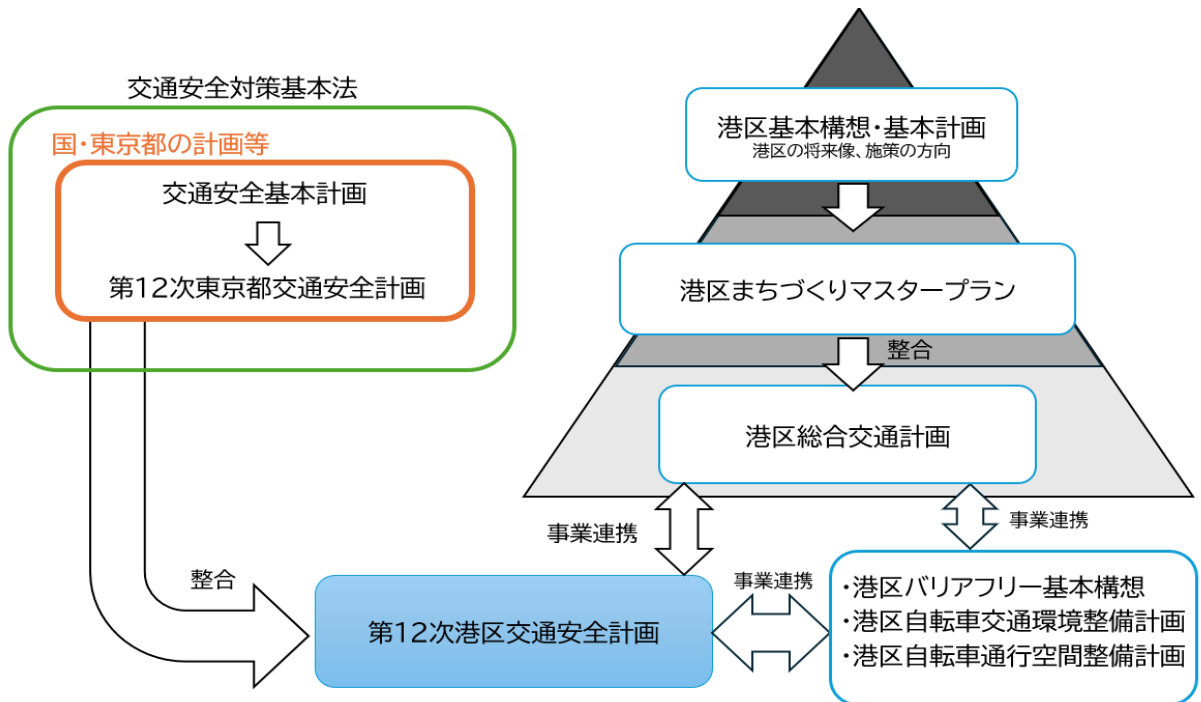 交通安全対策基本法
国・東京都の計画等
交通安全基本計画
第12次東京都交通安全計画
整合
港区基本構想・基本計画
港区の将来像、施策の方向
港区まちづくりマスタープラン
整合
港区総合交通計画
事業連携
事業連携
第12次港区交通安全計画
事業連携
・港区バリアフリー基本構想
・港区自転車交通環境整備計画
・港区自転車通行空間整備計画